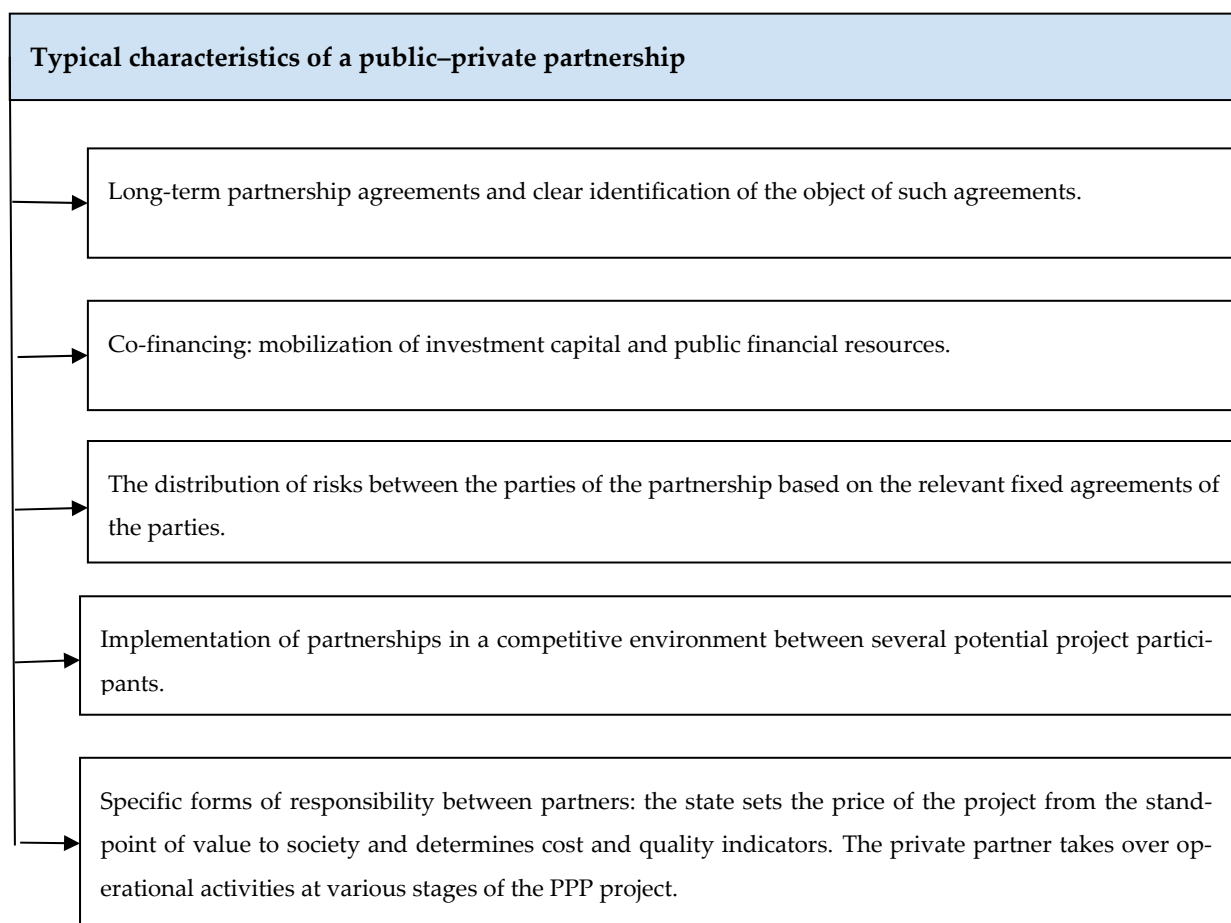 Typical characteristics of a public–private partnership
Long-term partnership agreements and clear identification of the object of such agreements.
Co-financing: mobilization of investment capital and public financial resources.
The distribution of risks between the parties of the partnership based on the relevant fixed agreements of
the parties.
Implementation of partnerships in a competitive environment between several potential project partici-
pants.
Specific forms of responsibility between partners: the state sets the price of the project from the stand-
point of value to society and determines cost and quality indicators. The private partner takes over op-
erational activities at various stages of the PPP project.